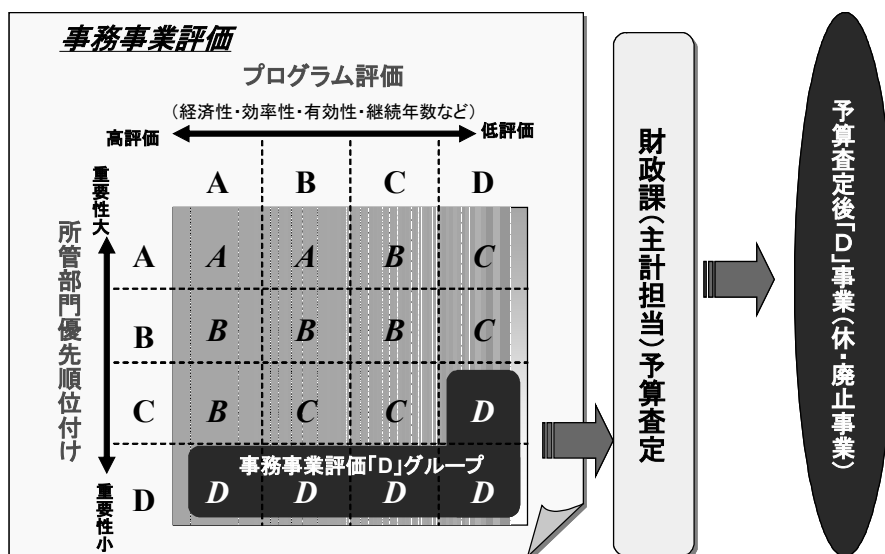 事務事業評価
プログラム評価
（経済性・効率性・有効性・継続年数など）
高評価
低評価
A B C D
重要性大
所管部門優先順位付け
A A A B C
B B B B C
C B C C D
事務事業評価「D」グループ
D D D D D
重要性小
財政課（主計担当）予算査定
予算査定後「D」事業（休・廃止事業）